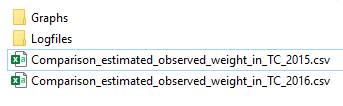 Graphs
Logfiles
Comparison_estimated_observed_weight_in_TC_2015.csv
Comparison_estimated_observed_weight_in_TC_2016.csv